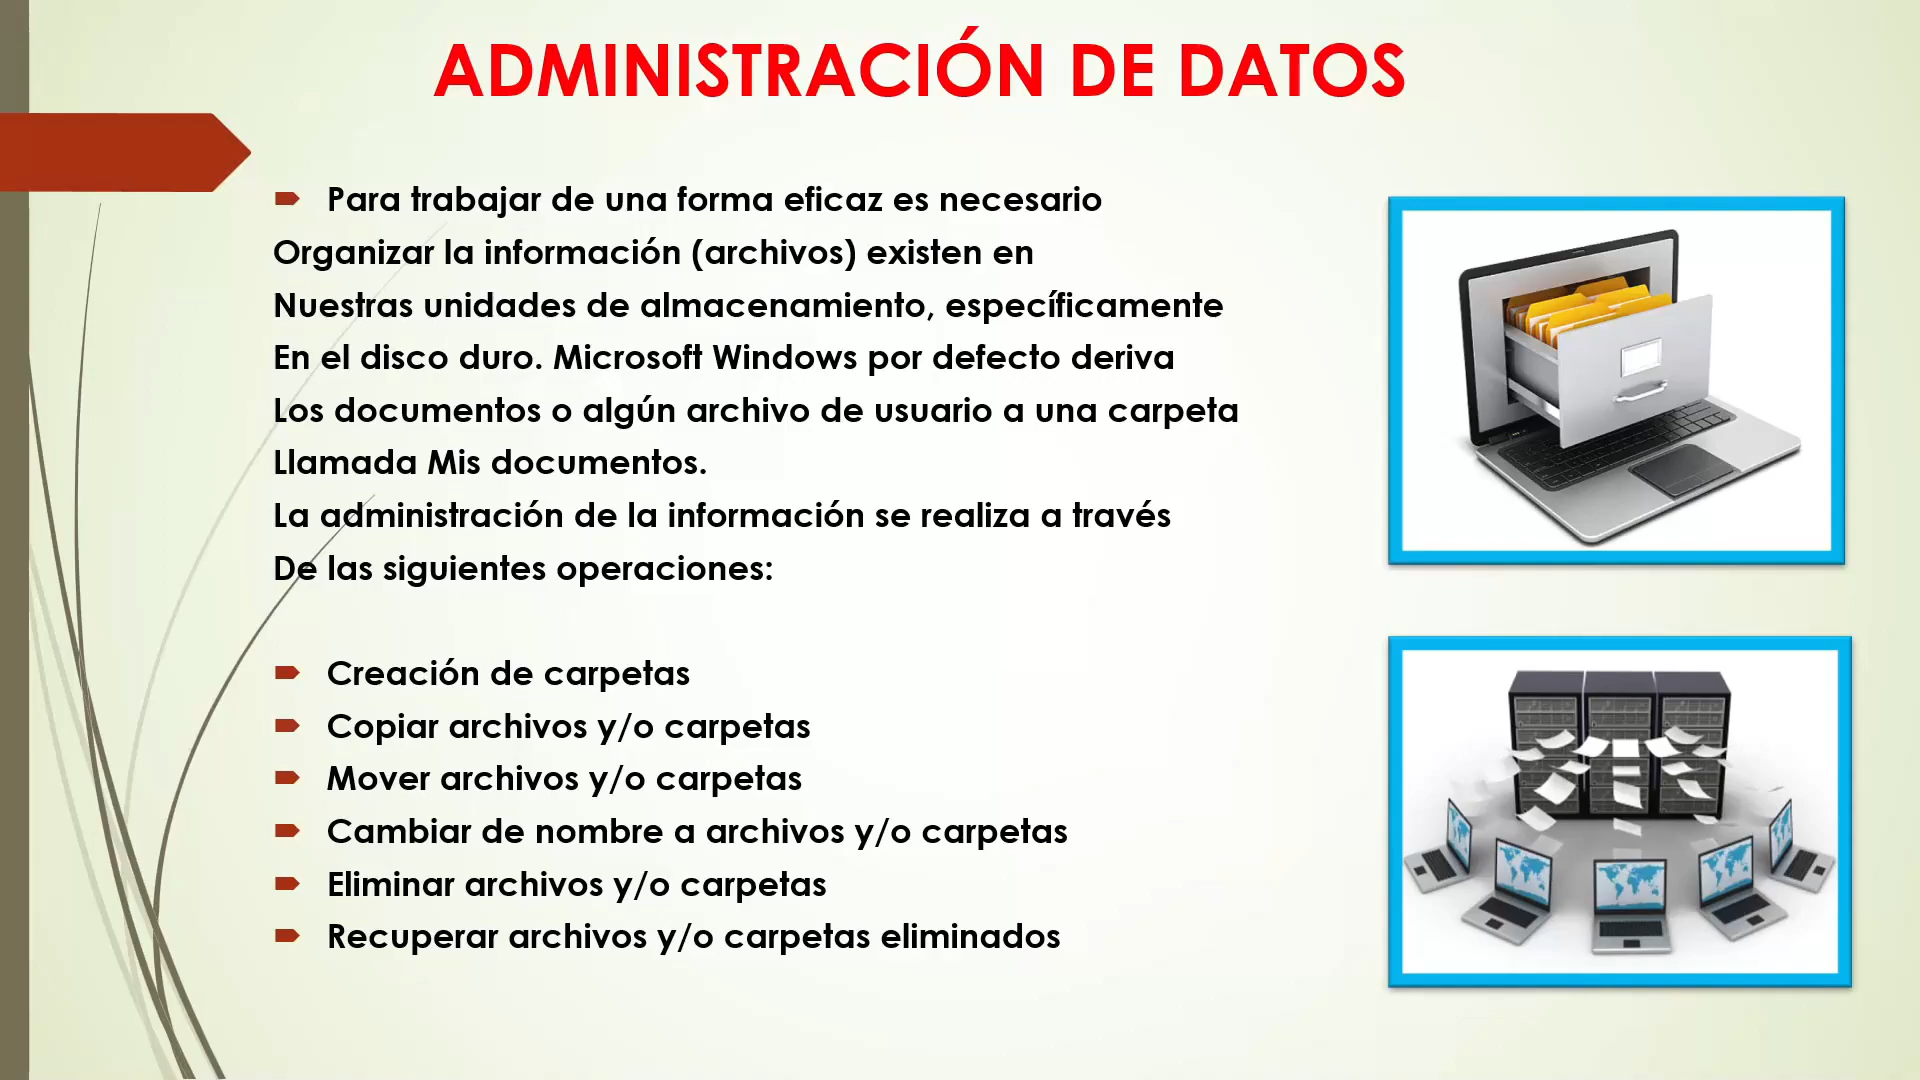 ADMINISTRACIÓN DE DATOS
Para trabajar de una forma eficaz es necesario
Organizar la información (archivos) existen en
Nuestras unidades de almacenamiento, específicamente
En el disco duro. Microsoft Windows por defecto deriva
Los documentos o algún archivo de usuario a una carpeta
Llamada Mis documentos.
La administración de la información se realiza a través
De las siguientes operaciones:
Creación de carpetas
Copiar archivos y/o carpetas
Mover archivos y/o carpetas
Cambiar de nombre a archivos y/o carpetas
Eliminar archivos y/o carpetas
Recuperar archivos y/o carpetas eliminados